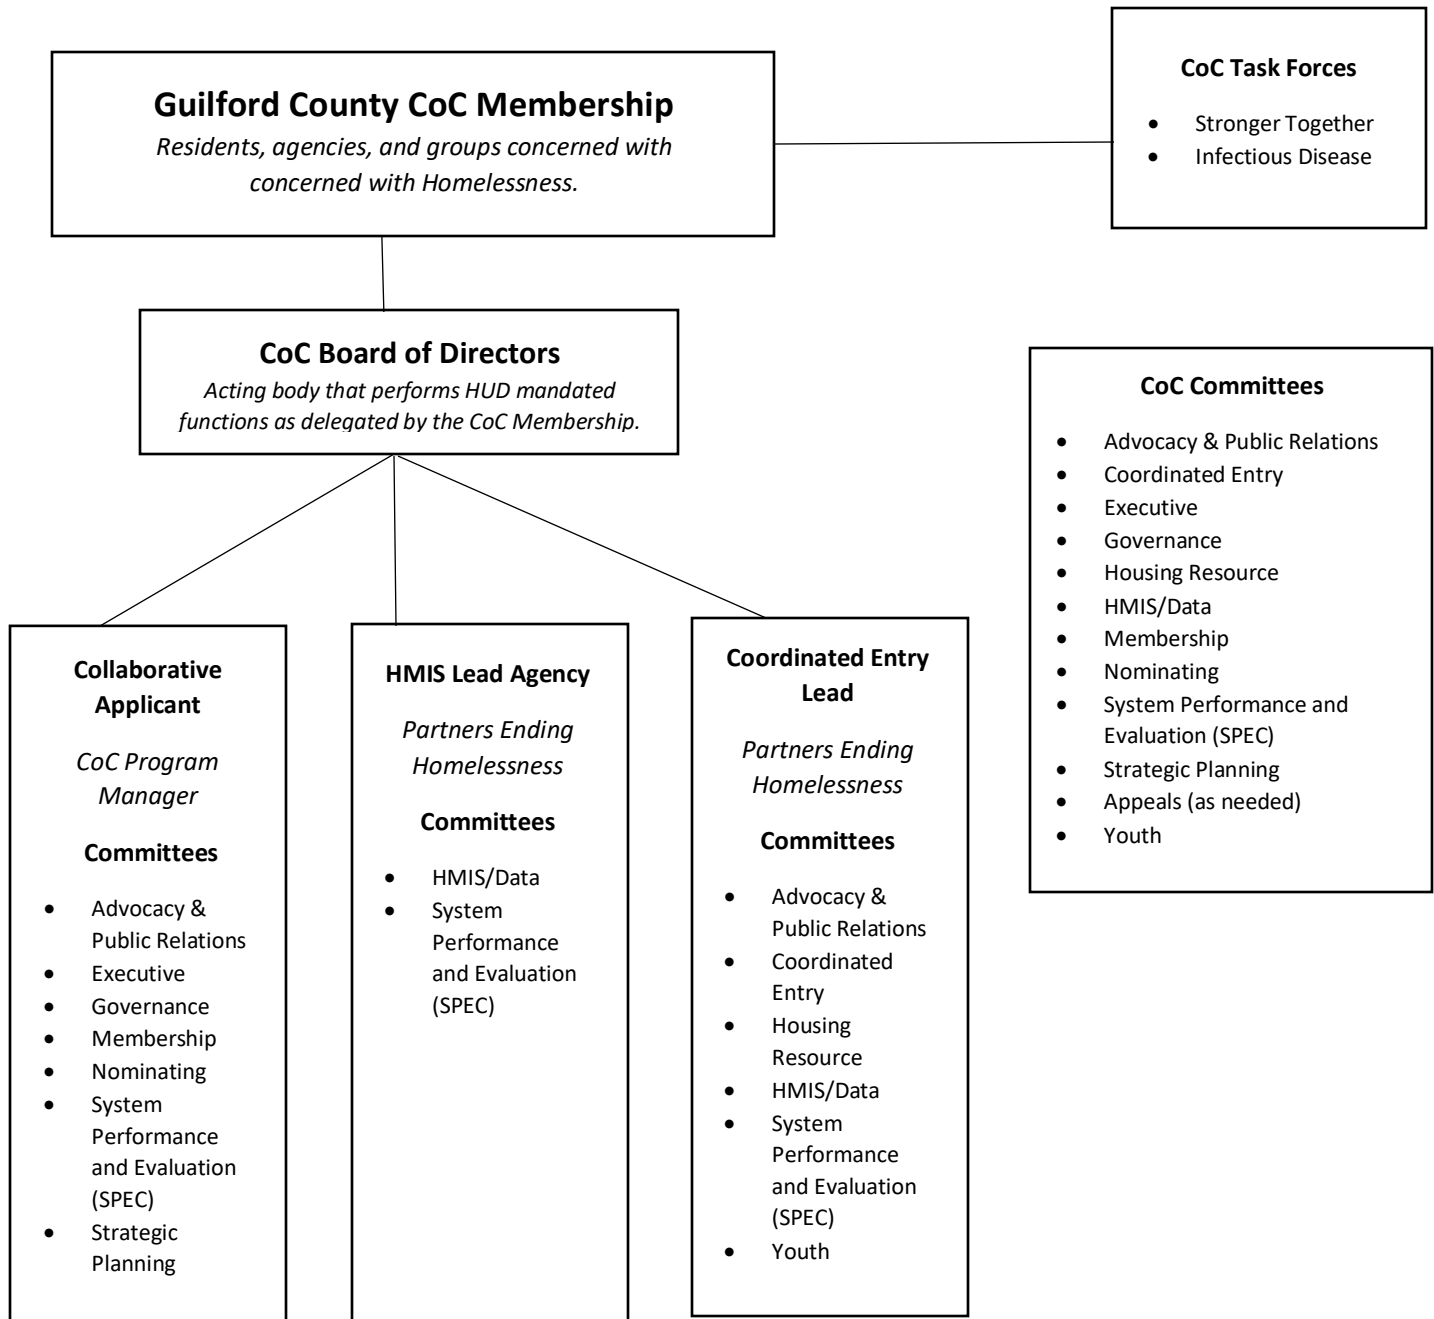 Guilford County CoC Membership
Residents, agencies, and groups concerned with
concerned with Homelessness.
CoC Task Forces
• Stronger Together
• Infectious Disease
CoC Board of Directors
Acting body that performs HUD mandated
functions as delegated by the CoC Membership.
CoC Committees
• Advocacy & Public Relations
• Coordinated Entry
• Executive
• Governance
• Housing Resource
• HMIS/Data
• Membership
• Nominating
• System Performance and
Evaluation (SPEC)
• Strategic Planning
• Appeals (as needed)
• Youth
Collaborative
Applicant
CoC Program
Manager
Committees
• Advocacy &
Public Relations
• Executive
• Governance
• Membership
• Nominating
• System
Performance
and Evaluation
(SPEC)
• Strategic
Planning
HMIS Lead Agency
Partners Ending
Homelessness
Committees
• HMIS/Data
• System
Performance
and Evaluation
(SPEC)
Coordinated Entry
Lead
Partners Ending
Homelessness
Committees
• Advocacy &
Public Relations
• Coordinated
Entry
• Housing
Resource
• HMIS/Data
• System
Performance
and Evaluation
(SPEC)
• Youth